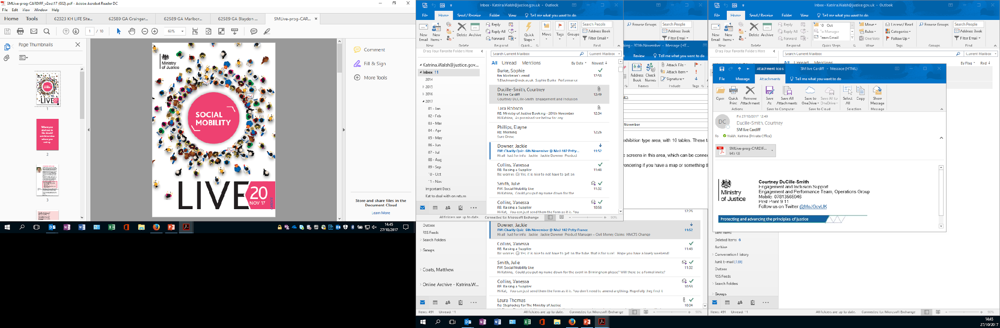 SMLive-prog-CARDIFF_v2oct17 (002).pdf - Adobe Acrobat Reader DC
File Edit View Window Help
Home Tools 62323 KH LIFE Site... 62589 GA Grainger... 62589 GA Marlbor... 62589 GA Blaydon ... SMLive-prog-CAR... ×
1 / 10 63%
Page Thumbnails
1
Where you
start out in
life should
not determine
where you
end up.
2
3
Ministry
of Justice
SOCIAL
MOBILITY
LIVE 20
NOV 17
CARDIFF
Comment
Fill & Sign
More Tools
Store and share files in the
Document Cloud
Learn More
14:45
27/10/2017
Inbox - Katrina.Walsh@justice.gov.uk - Outlook
File Home Send / Receive Folder View Tell me what you want to do
New
Email
New
Items
Delete Archive
Reply
Reply All
Forward
Quick
Steps
Move
Tags
Groups
Search People
Address Book
Filter Email
New Delete Respond Quick... Find
Drag Your Favorite Folders Here
Search Current Mailbox Current Mailbox
Katrina.Walsh@justice.gov...
Inbox 11
2014
2015
2016
2017
01 - Jan
02 - Feb
03 - Mar
04 - Apr
05 - May
06 - Jun
07 - Jul
08 - Aug
09 - Sep
10 - Oct
11 - Nov
Important Docs
Kat to deal with on return
All Unread Mentions By Date Newest
Burke, Sophie
tim blackman's email 12:58
T.Blackman@mdx.ac.uk Sophie Burke Performance
Ducille-Smith, Courtney
SM live Cardiff 12:49
Courtney DuCille-Smith Engagement and Inclusion
Tara Robson
RE: Ministry of Justice Booking - 201th November 12:34
Hi Katrina, As promised see below for any
Phillips, Elayne
RE: Morning 12:26
Sure Drew,
Downer, Jackie
FW: Charity Quiz- 6th November @ MoJ-102 Petty... 11:52
Hi all Just for info Jackie Jackie Downer Product
Collins, Vanessa
RE: Raising a Supplier 11:48
No worries ☺ Yes, it is nice to not have to get on
Smith, Julie
FW: Social Mobility Live 11:32
Hi Katrina, Could you put my name down for the
Collins, Vanessa
RE: Raising a Supplier 10:58
Hi Kat, You can just send them the form as it is. You
All folders are up to date. Connected to: Microsoft Exchange 90%
Outbox
RSS Feeds
Search Folders
Groups
Coats, Matthew
Online Archive - Katrina.W...
12:26
Downer, Jackie
FW: Charity Quiz- 6th November @ MoJ-102 Petty France 11:52
Hi all Just for info Jackie Jackie Downer Product Manager – Civil Money Claims HMCTS Change
Collins, Vanessa
RE: Raising a Supplier 11:48
No worries ☺ Yes, it is nice to not have to get on the tube, that is for sure! Hope you have a lovely weekend!
Smith, Julie
FW: Social Mobility Live 11:32
Hi Katrina, Could you put my name down for the event in Birmingham please? Will there be a formal invite?
Collins, Vanessa
RE: Raising a Supplier 10:58
Hi Kat, You can just send them the form as it is. You don't need to amend anything. Hopefully they find it
Laura Thomas
Re: StepJockey for The Ministry of Justice 10:34
Items: 491 Unread: 11 All folders are up to date. Connected to: Microsoft Exchange 90%
Browse Groups
Search People
Address Book
Filter Email
king - 201th November - Message (HT...
Review Tell me what you want to do
Address
Book
Check
Names
Attach File
Attach Item
Signature
Names Include Tags
November
exhibition type area, with 10 tables. These ta
e screens in this area, which can be connec
wondering if you have a map or something th
Inbox - Katrina.Walsh@justice.gov.uk - Outlook
File Home Send / Receive Folder View Tell me what you want to do
New
Email
New
Items
Delete Archive
Reply
Reply All
Forward
10 - Oct
To Manager
Team Email
Move
Rules
OneNote
Unread/ Read
Categorize
Follow Up
Browse Groups
Search People
Address Book
Filter Email
New Delete Respond Quick Steps Move Tags Groups Find
Drag Your Favorite Folders Here
Search Current Mailbox Current Mailbox
All Unread Mentions By Flag Red
Attachment Tools SM live Cardiff - Message (HTML)
File Message Attachments Tell me what you want to do
Open
Quick
Print
Remove
Attachment
Save
As
Save All
Attachments
Save to
OneDrive
Save All to
OneDrive
Select
All
Copy
Show
Message
Actions Save to Computer Save to Cloud Selection Message
DC
Fri 27/10/2017 12:49
Ducille-Smith, Courtney
SM live Cardiff
To Walsh, Katrina (Private Office)
PDF
SMLive-prog-CARDIF...
645 KB
Ministry
of Justice
Courtney DuCille-Smith
Engagement and Inclusion Support
Engagement and Performance Team, Operations Group
Mobile: 07813565946
Post Point 9.11
Follow us on Twitter @MoJGovUK
Protecting and advancing the principles of justice
Sent Items
Deleted Items 6
Archive
Conversation History
Junk E-mail [139]
Outbox
RSS Feeds
Search Folders
Groups
Items: 491 Unread: 11 All folders are up to date. Connected to: Microsoft Exchange 90%
14:45
27/10/2017